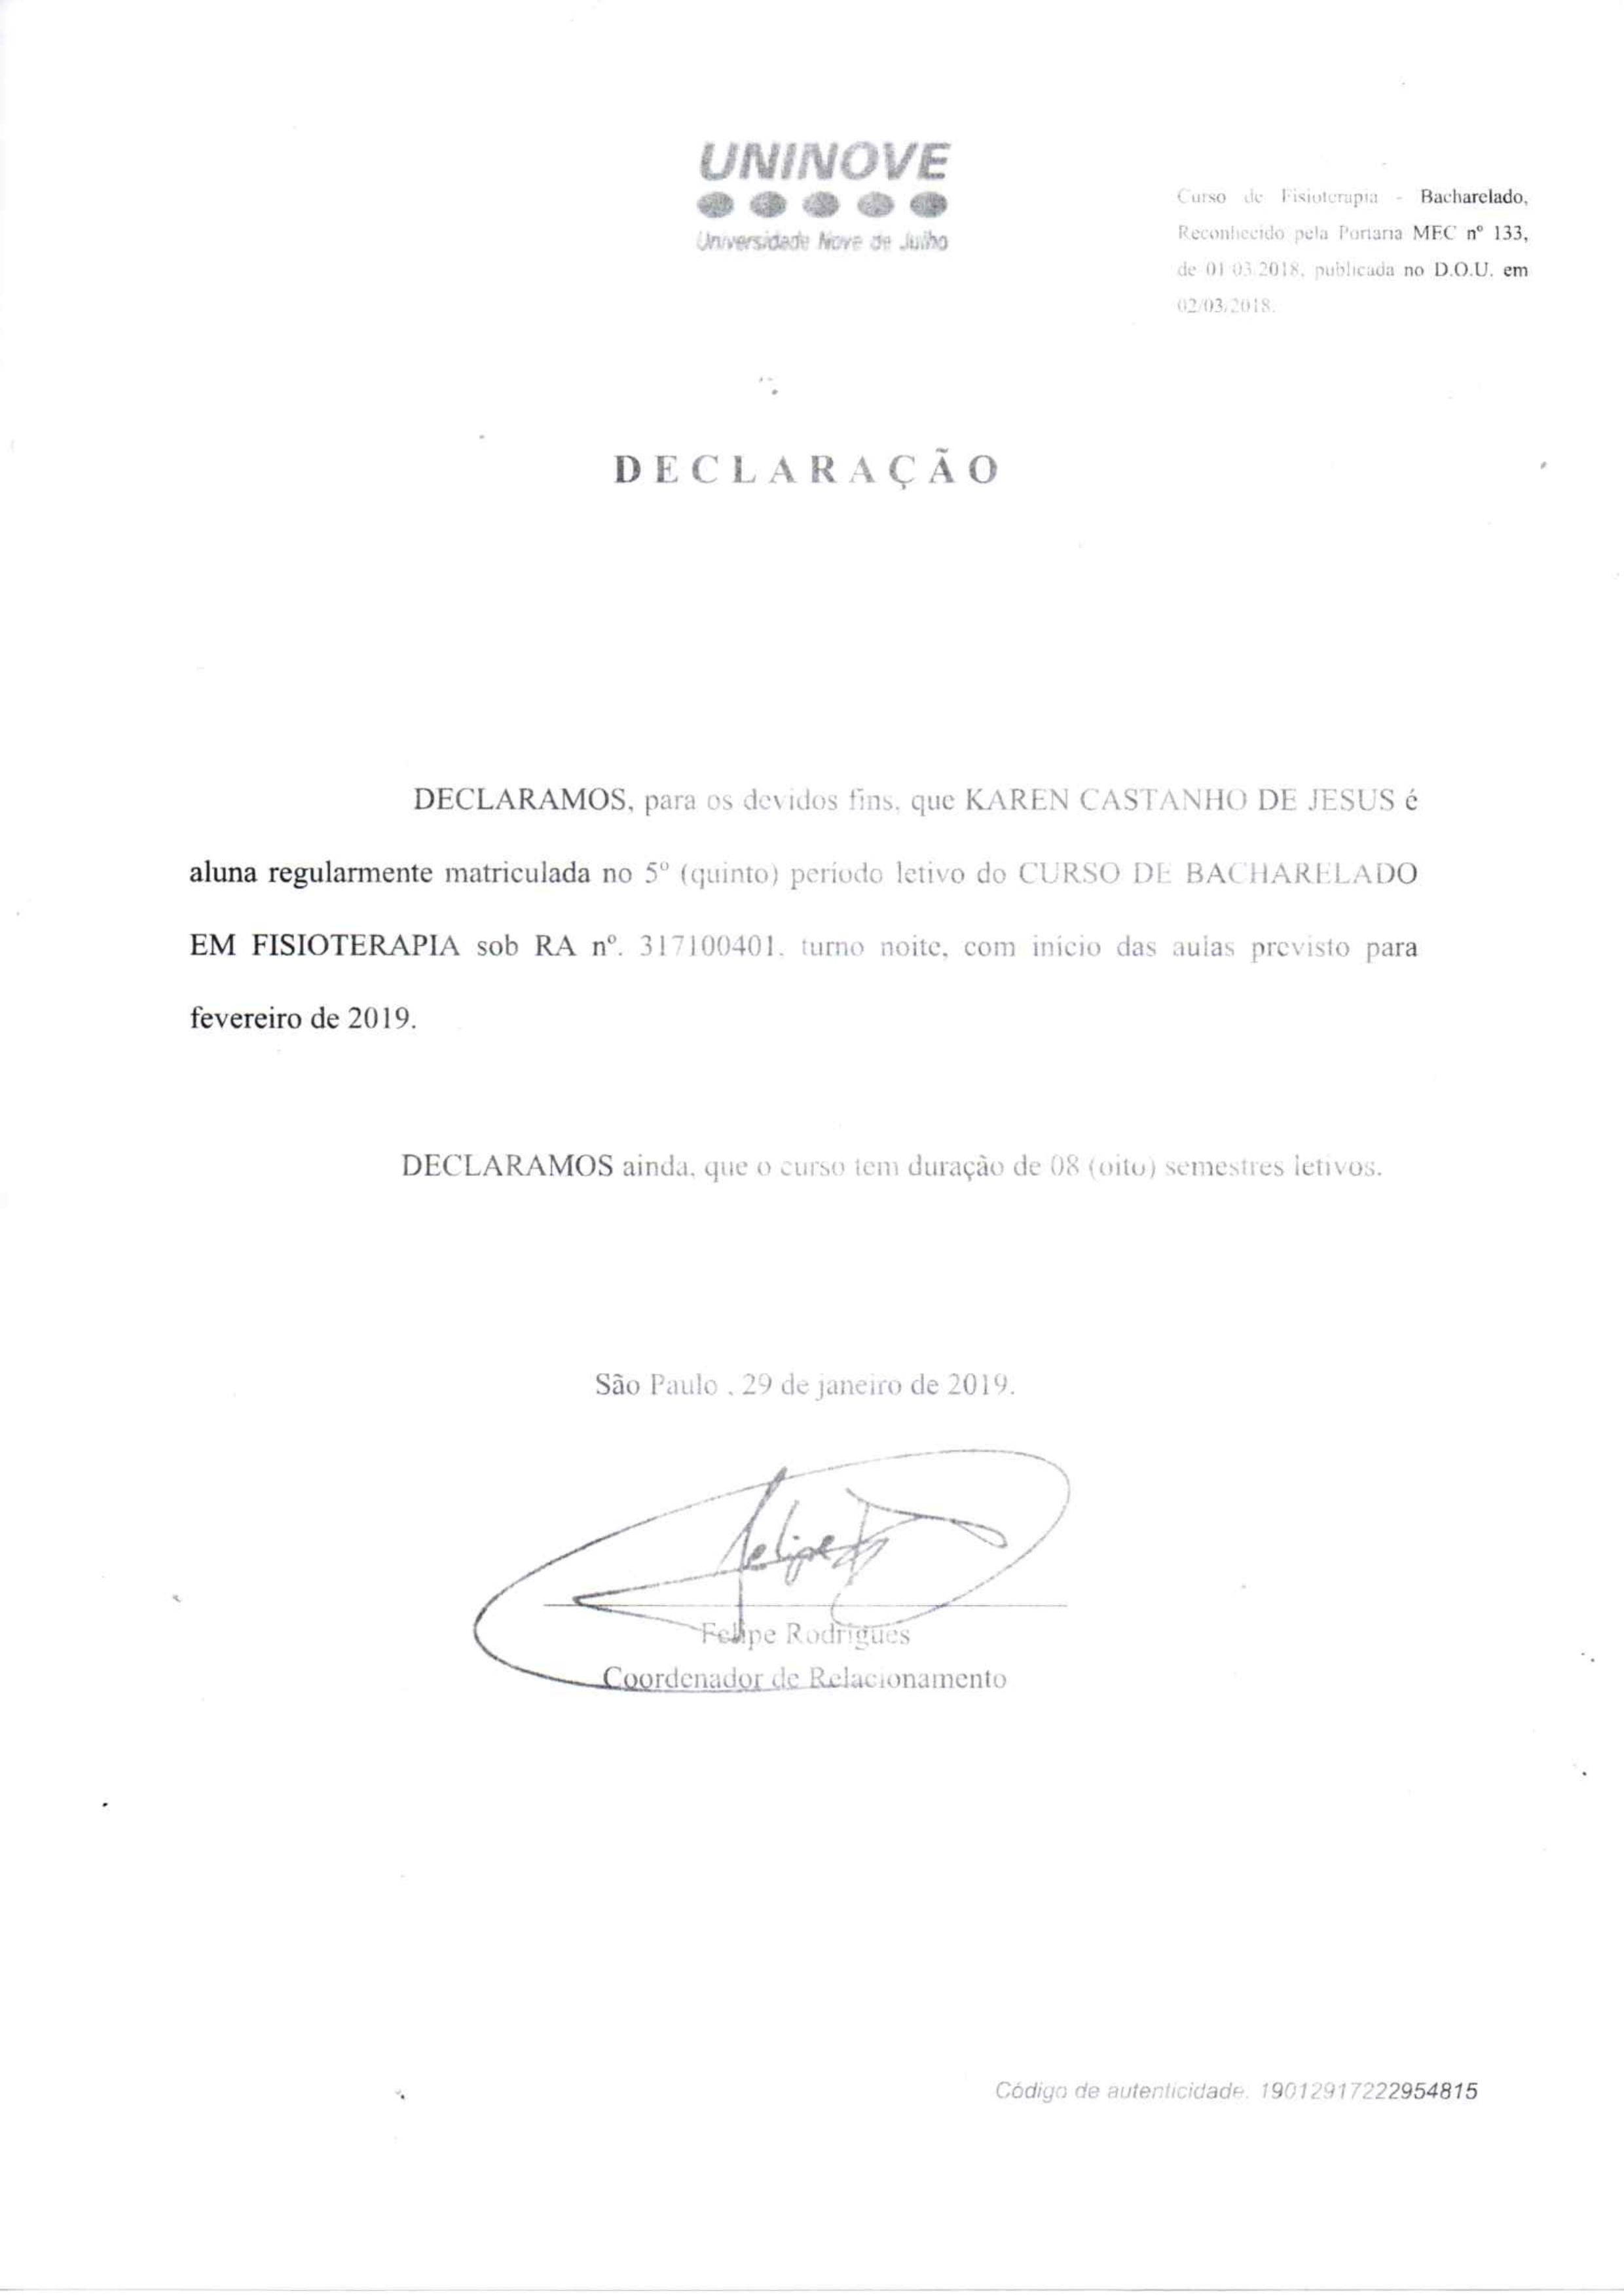 UNINOVE
Universidade Nove de Julho
Curso de Fisioterapia - Bacharelado,
Reconhecido pela Portaria MEC nº 133,
de 01.03.2018, publicada no D.O.U. em
02/03/2018.
DECLARAÇÃO
DECLARAMOS, para os devidos fins, que KAREN CASTANHO DE JESUS é
aluna regularmente matriculada no 5º (quinto) período letivo do CURSO DE BACHARELADO
EM FISIOTERAPIA sob RA nº. 317100401, turno noite, com início das aulas previsto para
fevereiro de 2019.
DECLARAMOS ainda, que o curso tem duração de 08 (oito) semestres letivos.
São Paulo , 29 de janeiro de 2019.
Felipe
Felipe Rodrigues
Coordenador de Relacionamento
Código de autenticidade: 190129172222954815